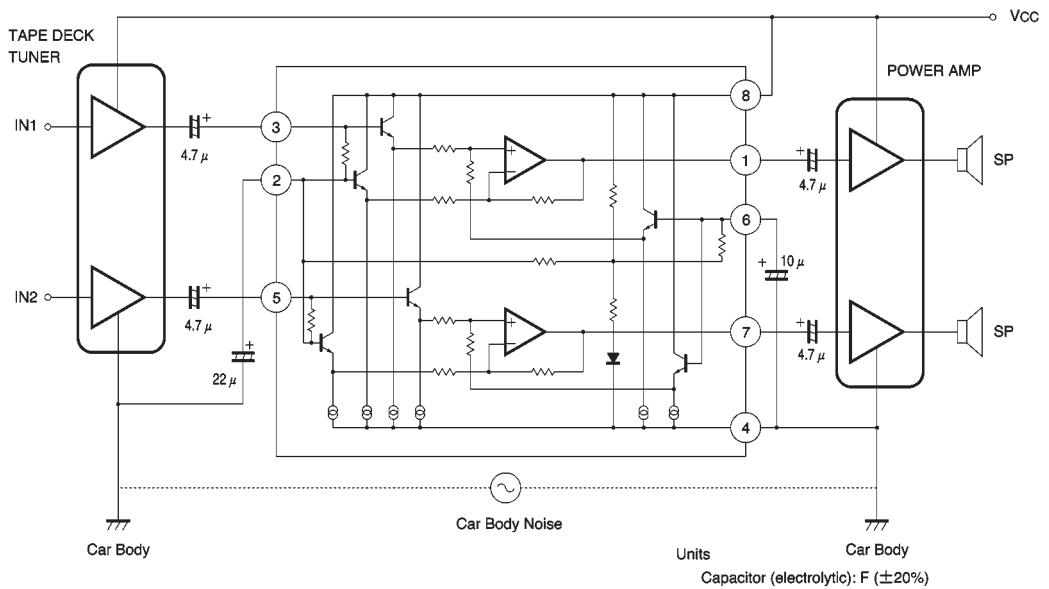 VCC
TAPE DECK
TUNER
POWER AMP
8
IN1
+
4.7 μ
3
+
−
1
+
4.7 μ
SP
2
6
+
10 μ
IN2
+
4.7 μ
5
+
−
7
+
4.7 μ
SP
+
22 μ
4
Car Body Noise
Car Body
Car Body
Units
Capacitor (electrolytic): F (±20%)